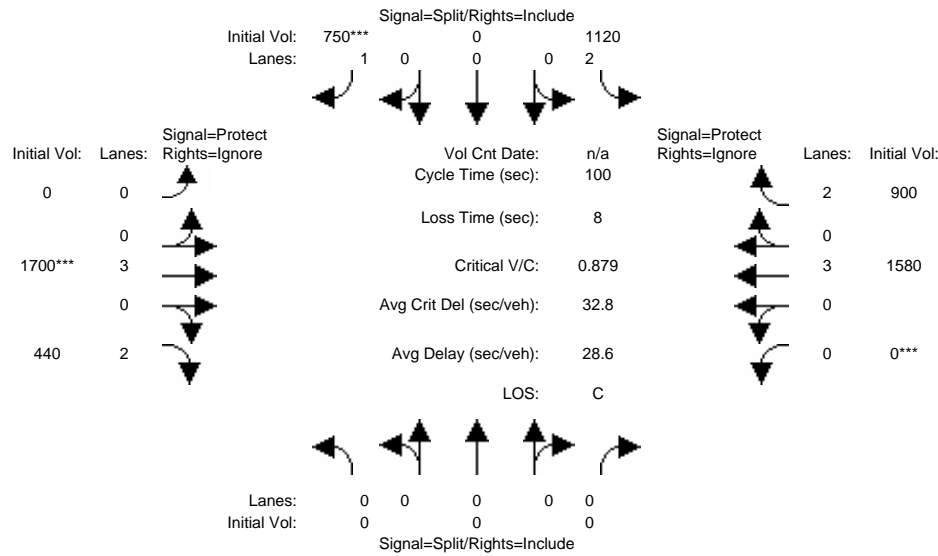 Signal=Split/Rights=Include
Initial Vol: 750*** 0 1120
Lanes: 1 0 0 0 2
Signal=Protect
Initial Vol: Lanes: Rights=Ignore
Vol Cnt Date: n/a
Signal=Protect
Rights=Ignore Lanes: Initial Vol:
Cycle Time (sec): 100
0 0
2 900
Loss Time (sec): 8
0
0
1700*** 3
Critical V/C: 0.879
3 1580
0
Avg Crit Del (sec/veh): 32.8
0
440 2
Avg Delay (sec/veh): 28.6
0 0***
LOS: C
Lanes: 0 0 0 0 0
Initial Vol: 0 0 0
Signal=Split/Rights=Include